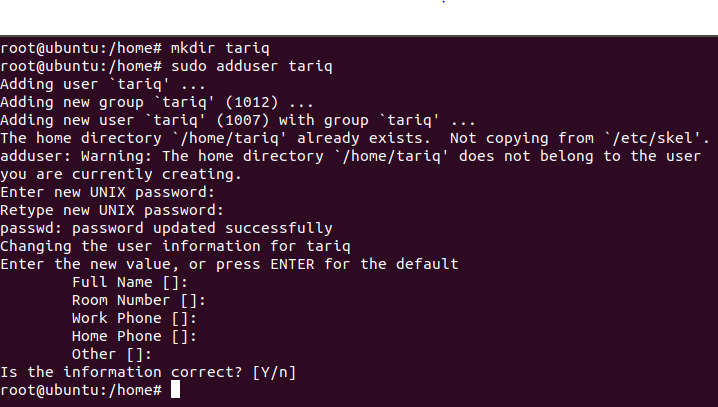 root@ubuntu:/home# mkdir tariq
root@ubuntu:/home# sudo adduser tariq
Adding user `tariq' ...
Adding new group `tariq' (1012) ...
Adding new user `tariq' (1007) with group `tariq' ...
The home directory `/home/tariq' already exists.  Not copying from `/etc/skel'.
adduser: Warning: The home directory `/home/tariq' does not belong to the user
you are currently creating.
Enter new UNIX password:
Retype new UNIX password:
passwd: password updated successfully
Changing the user information for tariq
Enter the new value, or press ENTER for the default
        Full Name []:
        Room Number []:
        Work Phone []:
        Home Phone []:
        Other []:
Is the information correct? [Y/n]
root@ubuntu:/home#